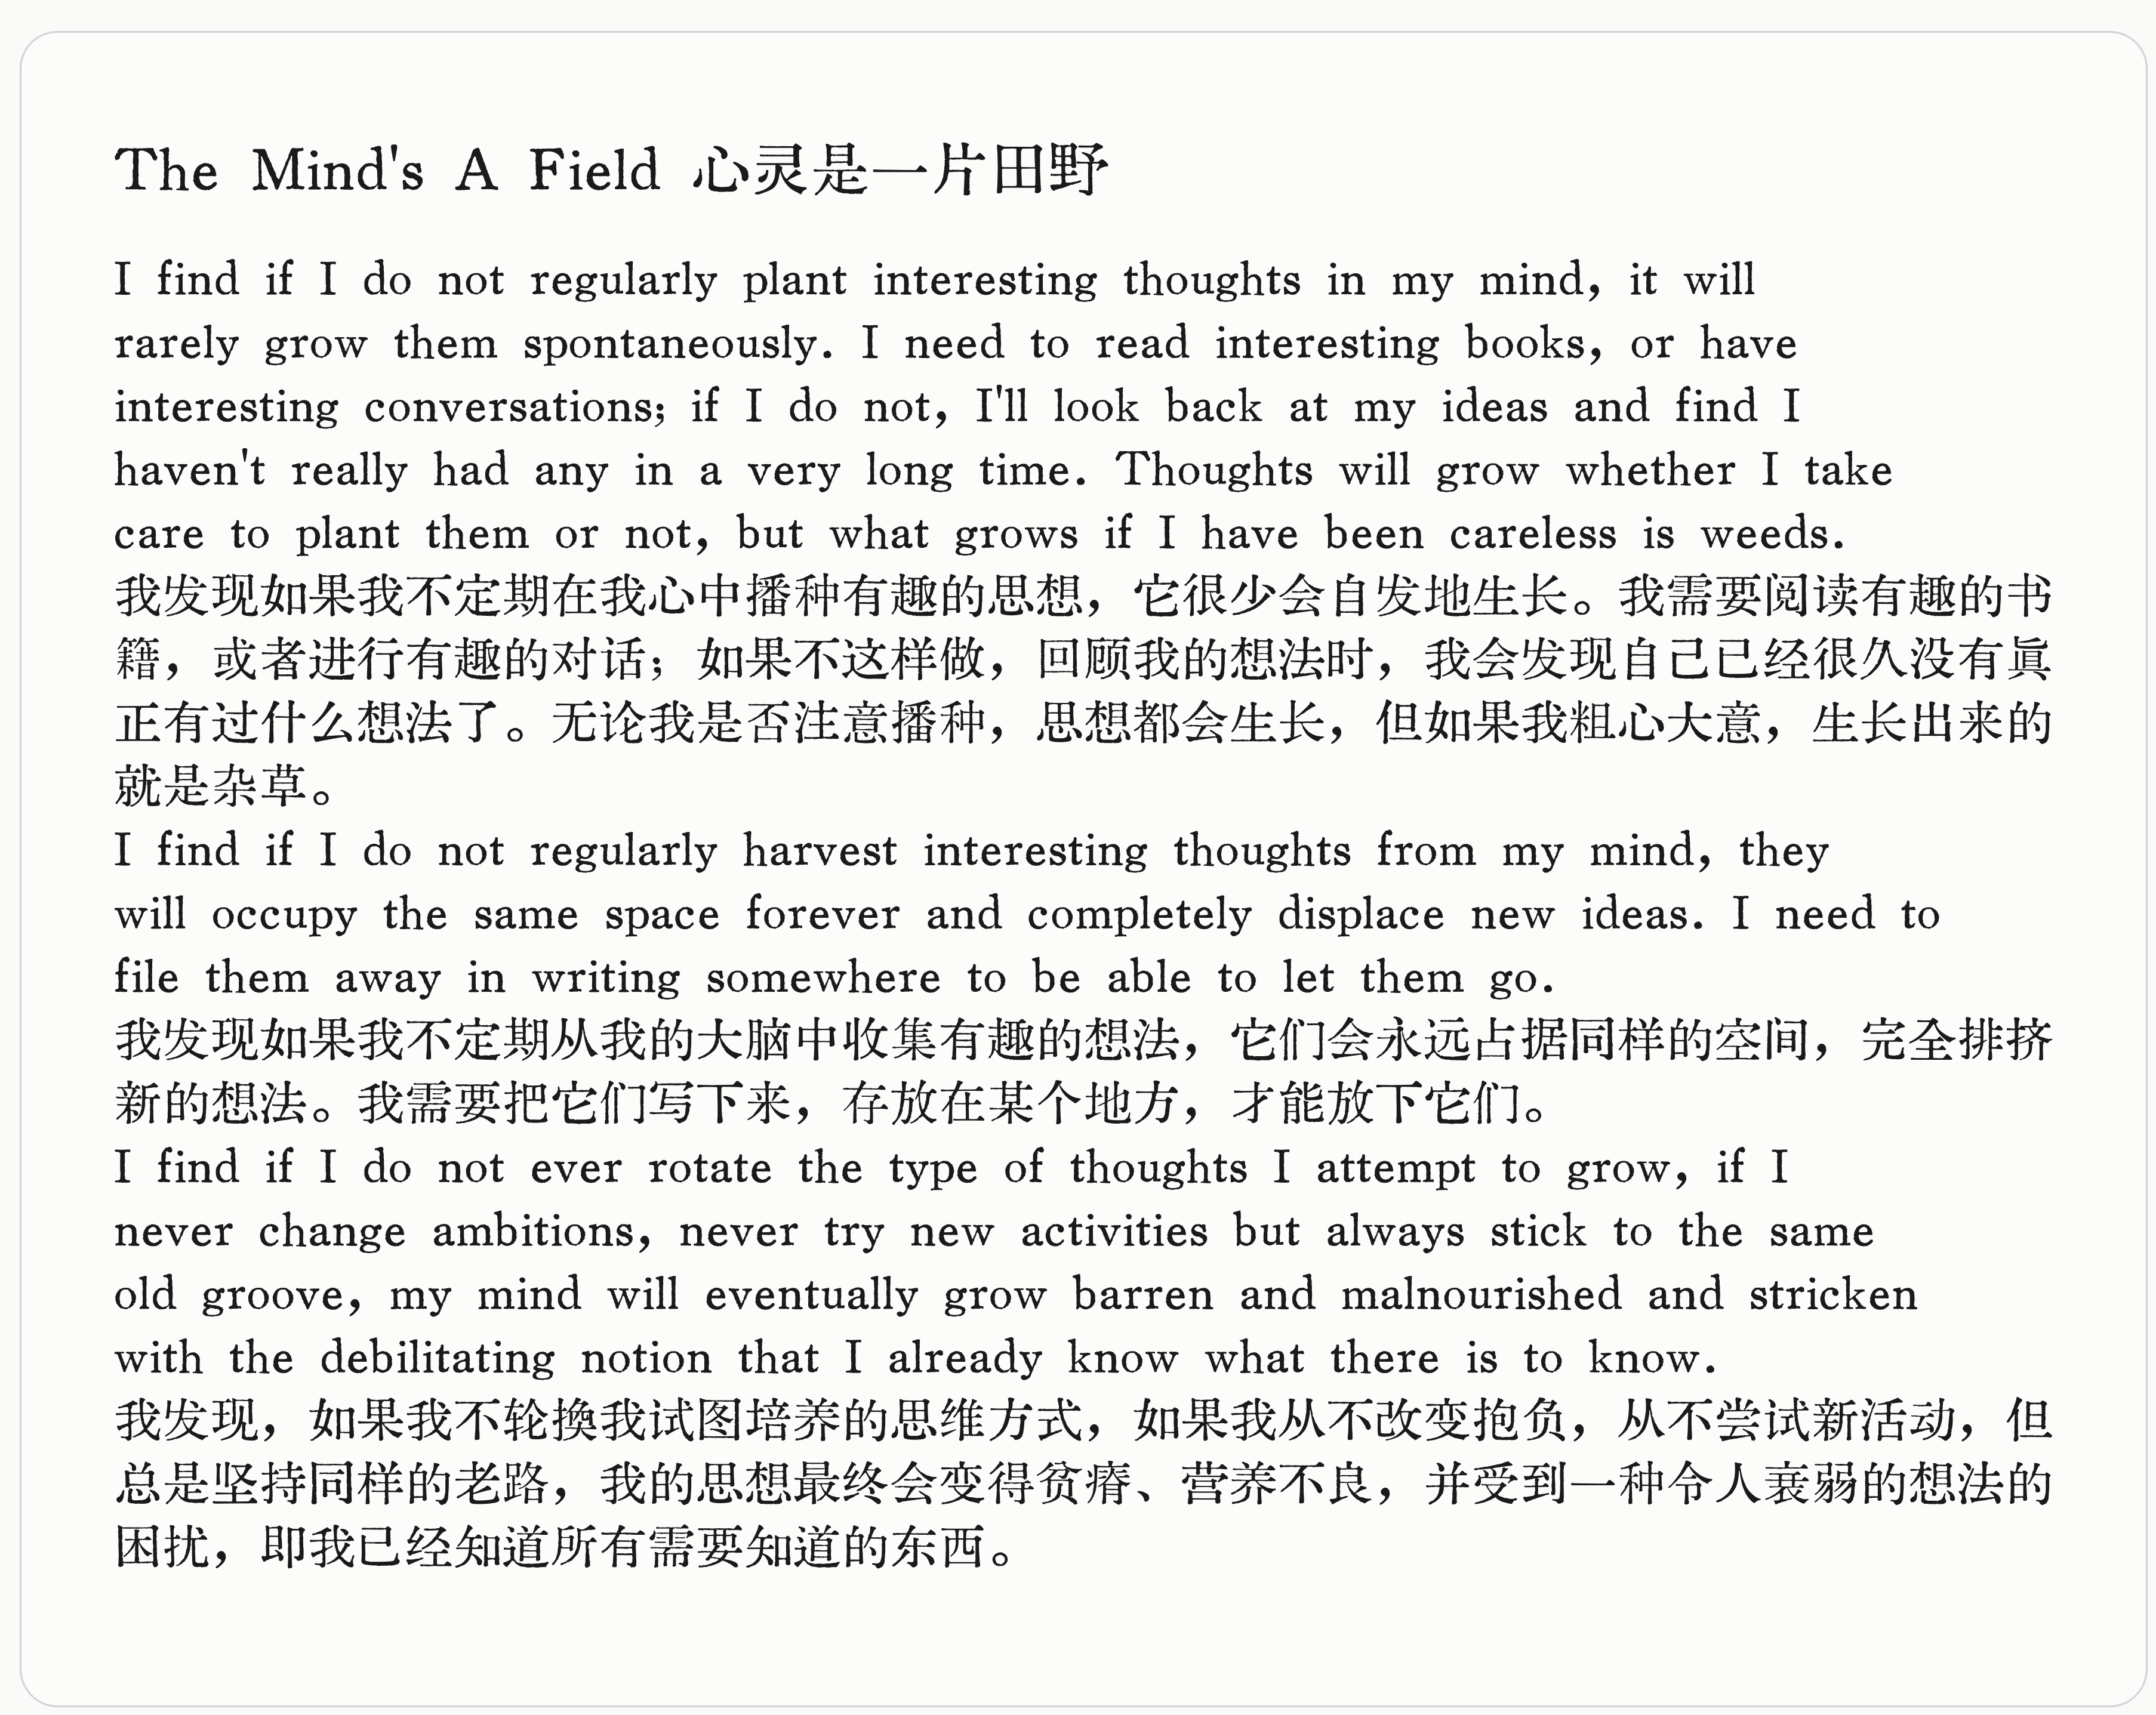 The Mind's A Field 心灵是一片田野
I find if I do not regularly plant interesting thoughts in my mind, it will
rarely grow them spontaneously. I need to read interesting books, or have
interesting conversations; if I do not, I'll look back at my ideas and find I
haven't really had any in a very long time. Thoughts will grow whether I take
care to plant them or not, but what grows if I have been careless is weeds.
我发现如果我不定期在我心中播种有趣的思想，它很少会自发地生长。我需要阅读有趣的书
籍，或者进行有趣的对话；如果不这样做，回顾我的想法时，我会发现自己已经很久没有真
正有过什么想法了。无论我是否注意播种，思想都会生长，但如果我粗心大意，生长出来的
就是杂草。
I find if I do not regularly harvest interesting thoughts from my mind, they
will occupy the same space forever and completely displace new ideas. I need to
file them away in writing somewhere to be able to let them go.
我发现如果我不定期从我的大脑中收集有趣的想法，它们会永远占据同样的空间，完全排挤
新的想法。我需要把它们写下来，存放在某个地方，才能放下它们。
I find if I do not ever rotate the type of thoughts I attempt to grow, if I
never change ambitions, never try new activities but always stick to the same
old groove, my mind will eventually grow barren and malnourished and stricken
with the debilitating notion that I already know what there is to know.
我发现，如果我不轮换我试图培养的思维方式，如果我从不改变抱负，从不尝试新活动，但
总是坚持同样的老路，我的思想最终会变得贫瘠、营养不良，并受到一种令人衰弱的想法的
困扰，即我已经知道所有需要知道的东西。